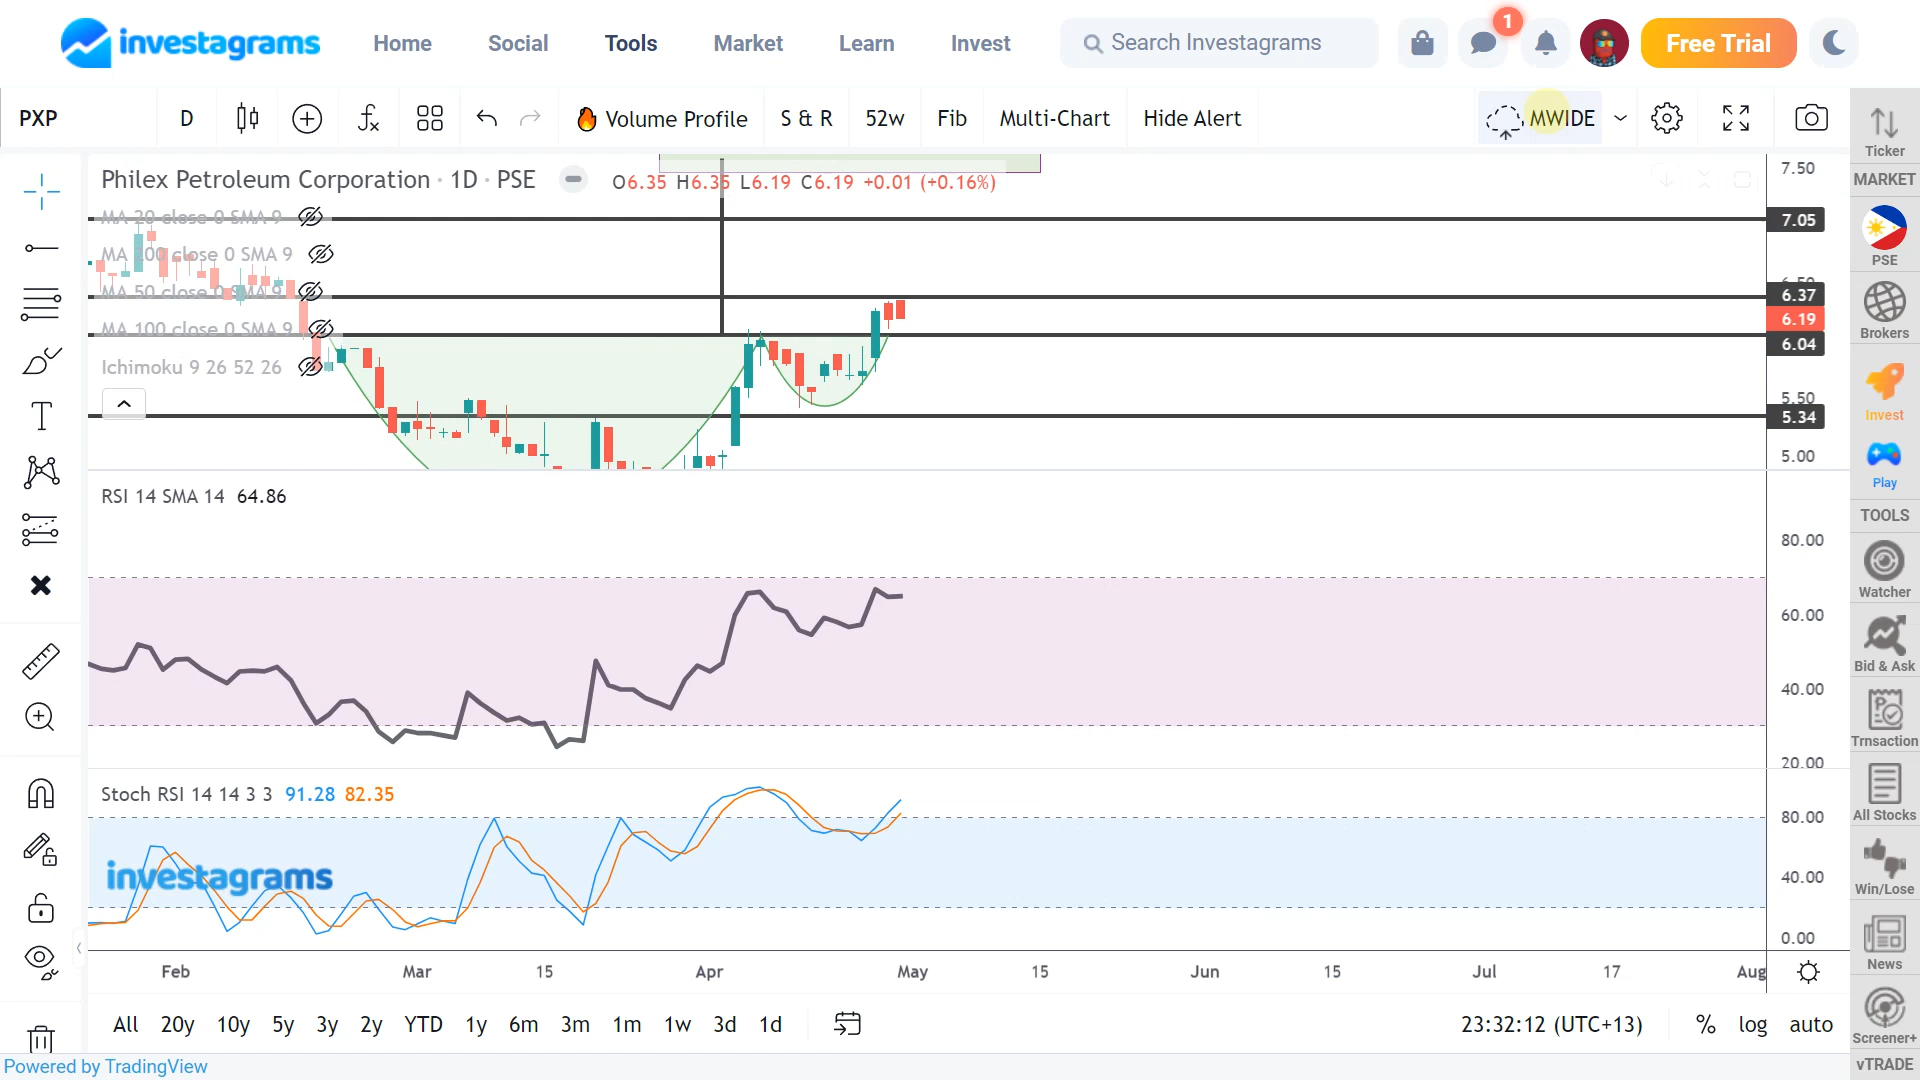 investagrams
Home
Social
Tools
Market
Learn
Invest
Search Investagrams
1
Free Trial
PXP
D
Volume Profile
S & R
52w
Fib
Multi-Chart
Hide Alert
MWIDE
Ticker
MARKET
PSE
Brokers
Invest
Play
TOOLS
Watcher
Bid & Ask
Trnsaction
All Stocks
Win/Lose
News
Screener+
vTRADE
Philex Petroleum Corporation · 1D · PSE
O6.35 H6.35 L6.19 C6.19 +0.01 (+0.16%)
MA 20 close 0 SMA 9
MA 200 close 0 SMA 9
MA 50 close 0 SMA 9
MA 100 close 0 SMA 9
Ichimoku 9 26 52 26
7.50
7.05
6.50
6.37
6.19
6.04
5.50
5.34
5.00
RSI 14 SMA 14 64.86
80.00
60.00
40.00
20.00
Stoch RSI 14 14 3 3 91.28 82.35
80.00
40.00
0.00
investagrams
Feb
Mar
15
Apr
May
15
Jun
15
Jul
17
Aug
All
20y
10y
5y
3y
2y
YTD
1y
6m
3m
1m
1w
3d
1d
23:32:12 (UTC+13)
%
log
auto
Powered by TradingView